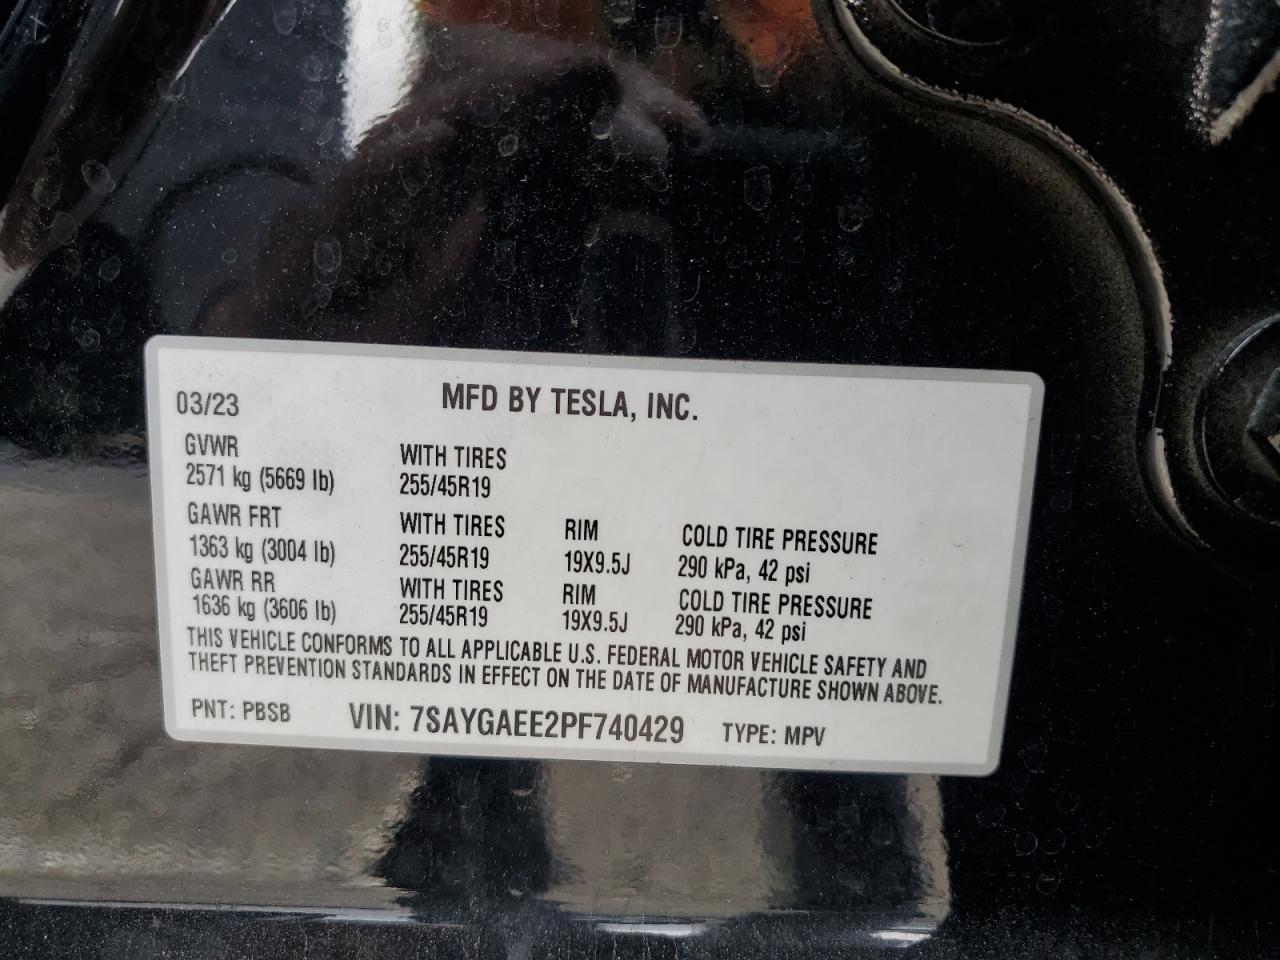 03/23 MFD BY TESLA, INC.
GVWR WITH TIRES
2571 kg (5669 lb) 255/45R19
GAWR FRT WITH TIRES RIM COLD TIRE PRESSURE
1363 kg (3004 lb) 255/45R19 19X9.5J 290 kPa, 42 psi
GAWR RR WITH TIRES RIM COLD TIRE PRESSURE
1636 kg (3606 lb) 255/45R19 19X9.5J 290 kPa, 42 psi
THIS VEHICLE CONFORMS TO ALL APPLICABLE U.S. FEDERAL MOTOR VEHICLE SAFETY AND
THEFT PREVENTION STANDARDS IN EFFECT ON THE DATE OF MANUFACTURE SHOWN ABOVE.
PNT: PBSB VIN: 7SAYGAEE2PF740429 TYPE: MPV